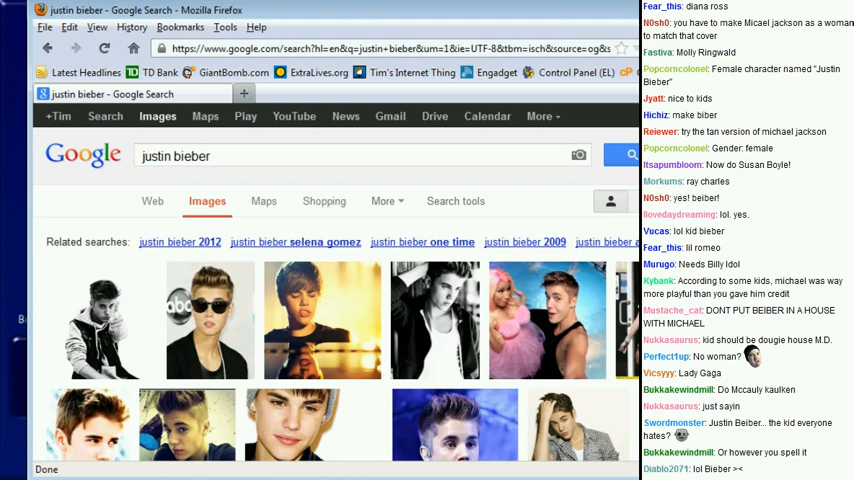 justin bieber - Google Search - Mozilla Firefox
File Edit View History Bookmarks Tools Help
https://www.google.com/search?hl=en&q=justin+bieber&um=1&ie=UTF-8&tbm=isch&source=og&s
Latest Headlines TD Bank GiantBomb.com ExtraLives.org Tim's Internet Thing Engadget Control Panel (EL)
justin bieber - Google Search
+Tim Search Images Maps Play YouTube News Gmail Drive Calendar More
Google justin bieber
Web Images Maps Shopping More Search tools
Related searches: justin bieber 2012 justin bieber selena gomez justin bieber one time justin bieber 2009 justin bieber
abc
Done
Fear_this: diana ross
N0sh0: you have to make Micael jackson as a woman
to match that cover
Fastiva: Molly Ringwald
Popcorncolonel: Female character named "Justin
Bieber"
Jyatt: nice to kids
Hichiz: make biber
Reiewer: try the tan version of michael jackson
Popcorncolonel: Gender: female
Itsapumbloom: Now do Susan Boyle!
Morkums: ray charles
N0sh0: yes! beiber!
Ilovedaydreaming: lol. yes.
Vucas: lol kid bieber
Fear_this: lil romeo
Murugo: Needs Billy Idol
Kybank: According to some kids, michael was way
more playful than you gave him credit
Mustache_cat: DONT PUT BEIBER IN A HOUSE
WITH MICHAEL
Nukkasaurus: kid should be dougie house M.D.
Perfect1up: No woman?
Vicsyyy: Lady Gaga
Bukkakewindmill: Do Mccauly kaulken
Nukkasaurus: just sayin
Swordmonster: Justin Beiber... the kid everyone
hates?
Bukkakewindmill: Or however you spell it
Diablo2071: lol Bieber ><